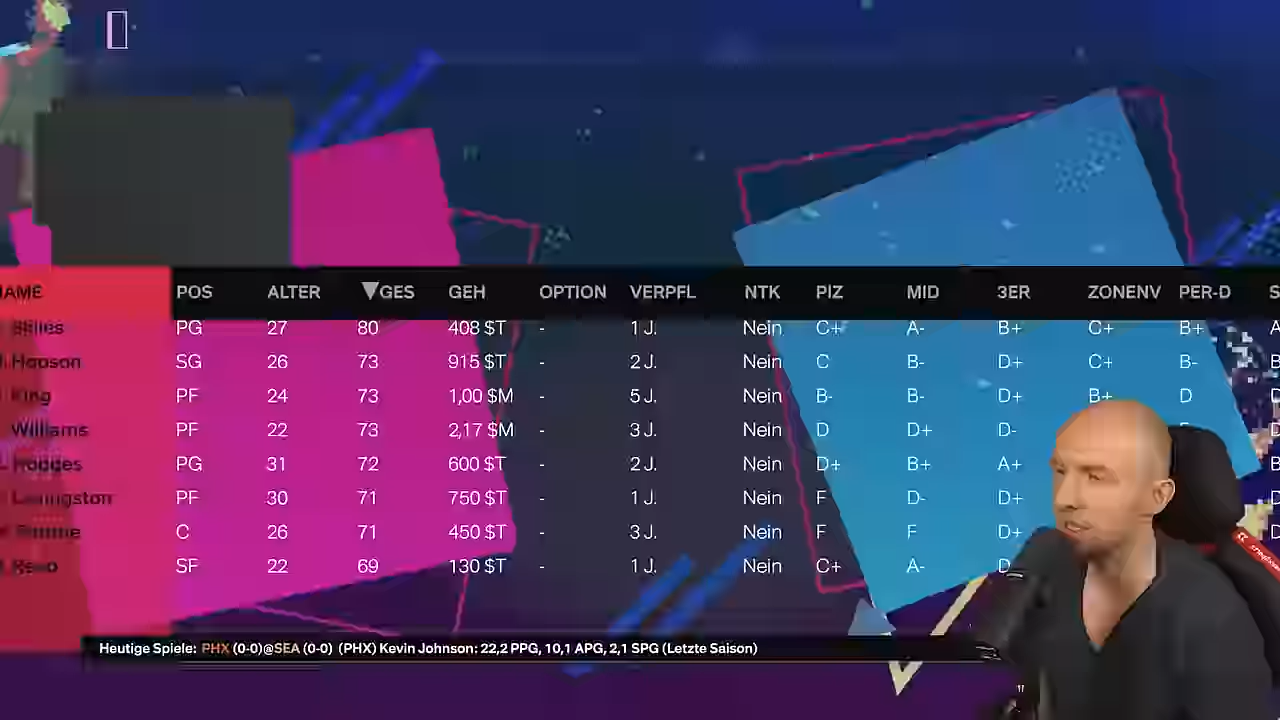 AME POS ALTER ▼GES GEH OPTION VERPFL NTK PIZ MID 3ER ZONENV PER-D S
PG 27 80 408 $T - 1 J. Nein C+ A- B+ C+ B+ A
SG 26 73 915 $T - 2 J. Nein C B- D+ C+ B- B
King PF 24 73 1,00 $M - 5 J. Nein B- B- D+ B+ D D
Williams PF 22 73 2,17 $M - 3 J. Nein D D+ D- D
Hodges PG 31 72 600 $T - 2 J. Nein D+ B+ A+ B
PF 30 71 750 $T - 1 J. Nein F D- D+ D
C 26 71 450 $T - 3 J. Nein F F D+ D
SF 22 69 130 $T - 1 J. Nein C+ A- D
Heutige Spiele: PHX (0-0)@SEA (0-0) (PHX) Kevin Johnson: 22,2 PPG, 10,1 APG, 2,1 SPG (Letzte Saison)